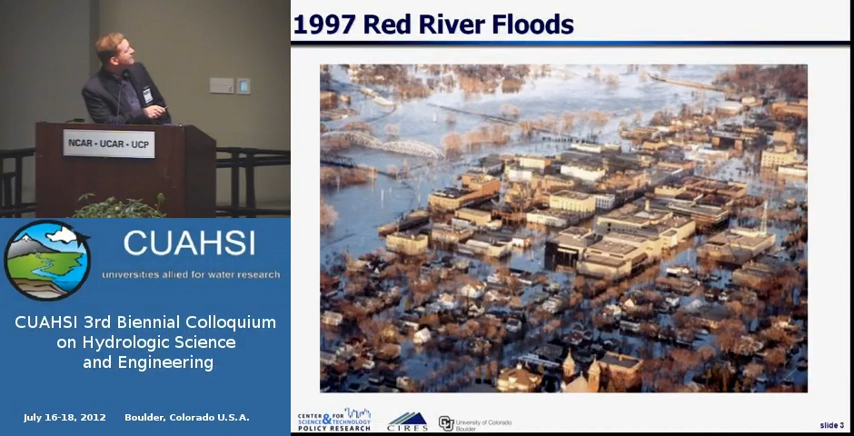 1997 Red River Floods
NCAR • UCAR • UCP
CUAHSI
universities allied for water research
CUAHSI 3rd Biennial Colloquium
on Hydrologic Science
and Engineering
July 16-18, 2012 Boulder, Colorado U.S.A.
CENTER FOR
SCIENCE & TECHNOLOGY
POLICY RESEARCH
CIRES
CU
University of Colorado
Boulder
slide 3